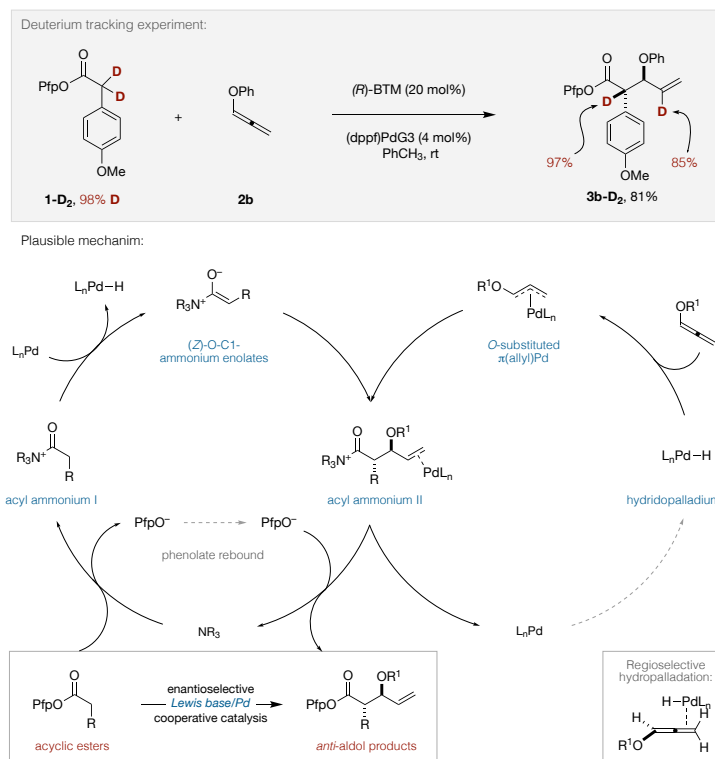 Deuterium tracking experiment:
O
PfpO
D
D
OMe
1-D2, 98% D
+
OPh
2b
(R)-BTM (20 mol%)
(dppf)PdG3 (4 mol%)
PhCH3, rt
O
OPh
PfpO
D
D
97%
85%
OMe
3b-D2, 81%
Plausible mechanim:
LnPd–H
LnPd
O–
R3N+
R
(Z)-O-C1-
ammonium enolates
R1O
PdLn
O-substituted
π(allyl)Pd
OR1
O
R3N+
R
acyl ammonium I
O
OR1
R3N+
R
PdLn
acyl ammonium II
LnPd–H
hydridopalladium
PfpO–
PfpO–
phenolate rebound
NR3
LnPd
O
PfpO
R
acyclic esters
enantioselective
Lewis base/Pd
cooperative catalysis
O
OR1
PfpO
R
anti-aldol products
Regioselective
hydropalladation:
H–PdLn
H
H
R1O
H